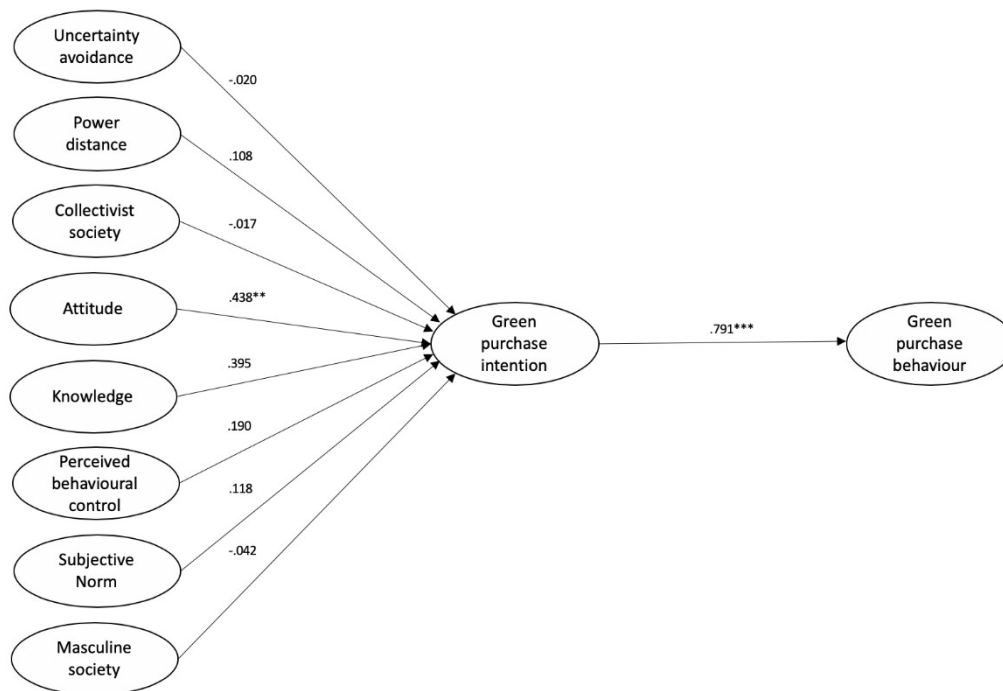 Uncertainty
avoidance
-.020
Power
distance
.108
Collectivist
society
-.017
Attitude
.438**
Knowledge
.395
Perceived
behavioural
control
.190
Subjective
Norm
.118
Masculine
society
-.042
Green
purchase
intention
.791***
Green
purchase
behaviour